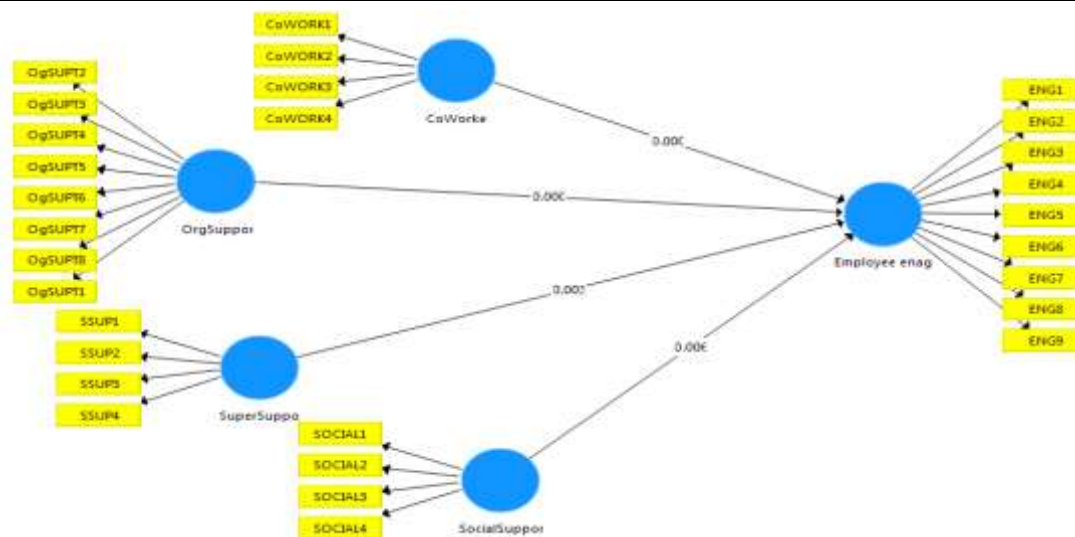 CoWORK1
CoWORK2
CoWORK3
CoWORK4
CoWorke
OgSUPT2
OgSUPT3
OgSUPT4
OgSUPT5
OgSUPT6
OgSUPT7
OgSUPT8
OgSUPT1
OrgSuppor
SSUP1
SSUP2
SSUP3
SSUP4
SuperSuppo
SOCIAL1
SOCIAL2
SOCIAL3
SOCIAL4
SocialSuppor
ENG1
ENG2
ENG3
ENG4
ENG5
ENG6
ENG7
ENG8
ENG9
Employee enag